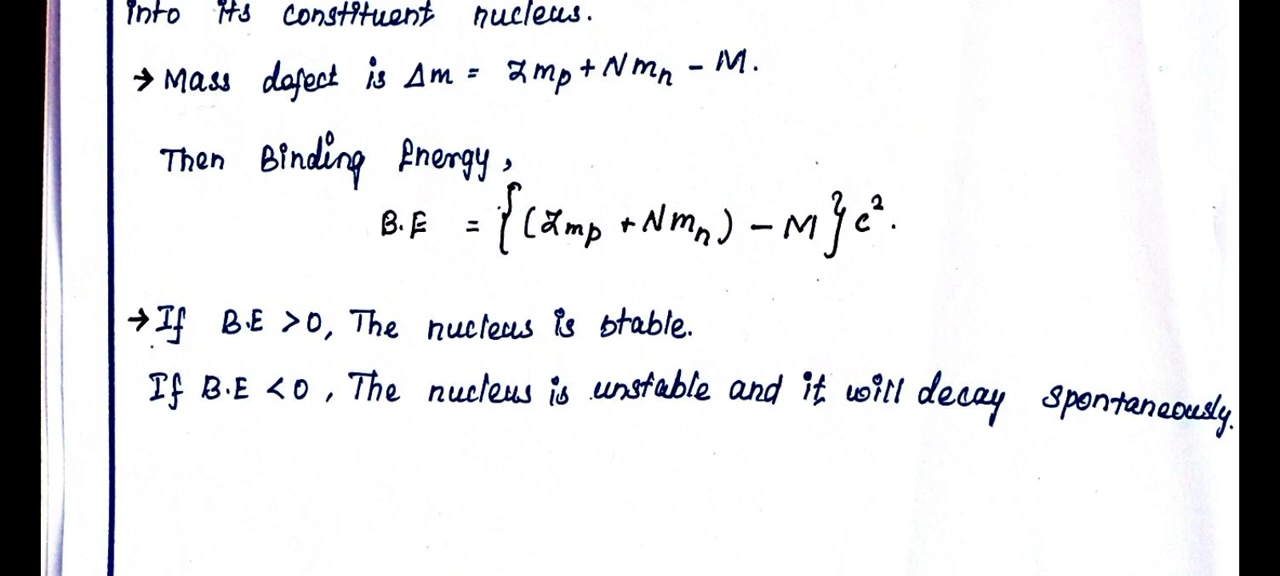 into its constituent nucleus.
→ Mass defect is Δm = Zmp + Nmn - M.
Then Binding Energy,
B.E = {(Zmp + Nmn) - M}c².
→ If B.E >0, The nucleus is stable.
If B.E <0, The nucleus is unstable and it will decay spontaneously.